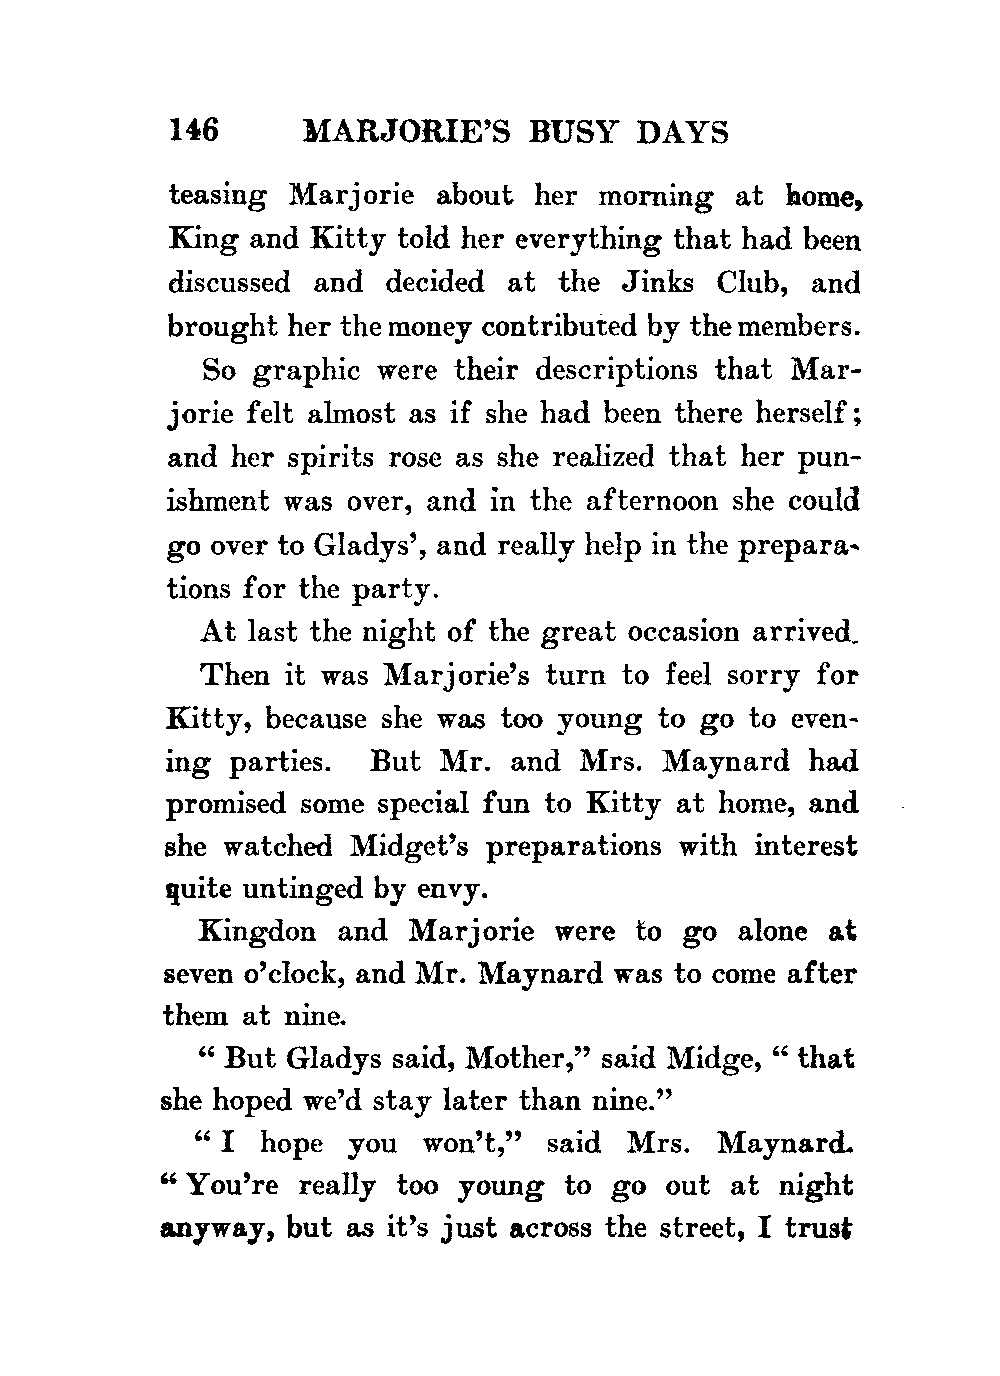 146 MARJORIE'S BUSY DAYS
teasing Marjorie about her morning at home,
King and Kitty told her everything that had been
discussed and decided at the Jinks Club, and
brought her the money contributed by the members.
So graphic were their descriptions that Mar-
jorie felt almost as if she had been there herself;
and her spirits rose as she realized that her pun-
ishment was over, and in the afternoon she could
go over to Gladys', and really help in the prepara-
tions for the party.
At last the night of the great occasion arrived.
Then it was Marjorie's turn to feel sorry for
Kitty, because she was too young to go to even-
ing parties. But Mr. and Mrs. Maynard had
promised some special fun to Kitty at home, and
she watched Midget's preparations with interest
quite untinged by envy.
Kingdon and Marjorie were to go alone at
seven o'clock, and Mr. Maynard was to come after
them at nine.
“ But Gladys said, Mother,” said Midge, “ that
she hoped we'd stay later than nine.”
“ I hope you won't,” said Mrs. Maynard.
“ You're really too young to go out at night
anyway, but as it's just across the street, I trust